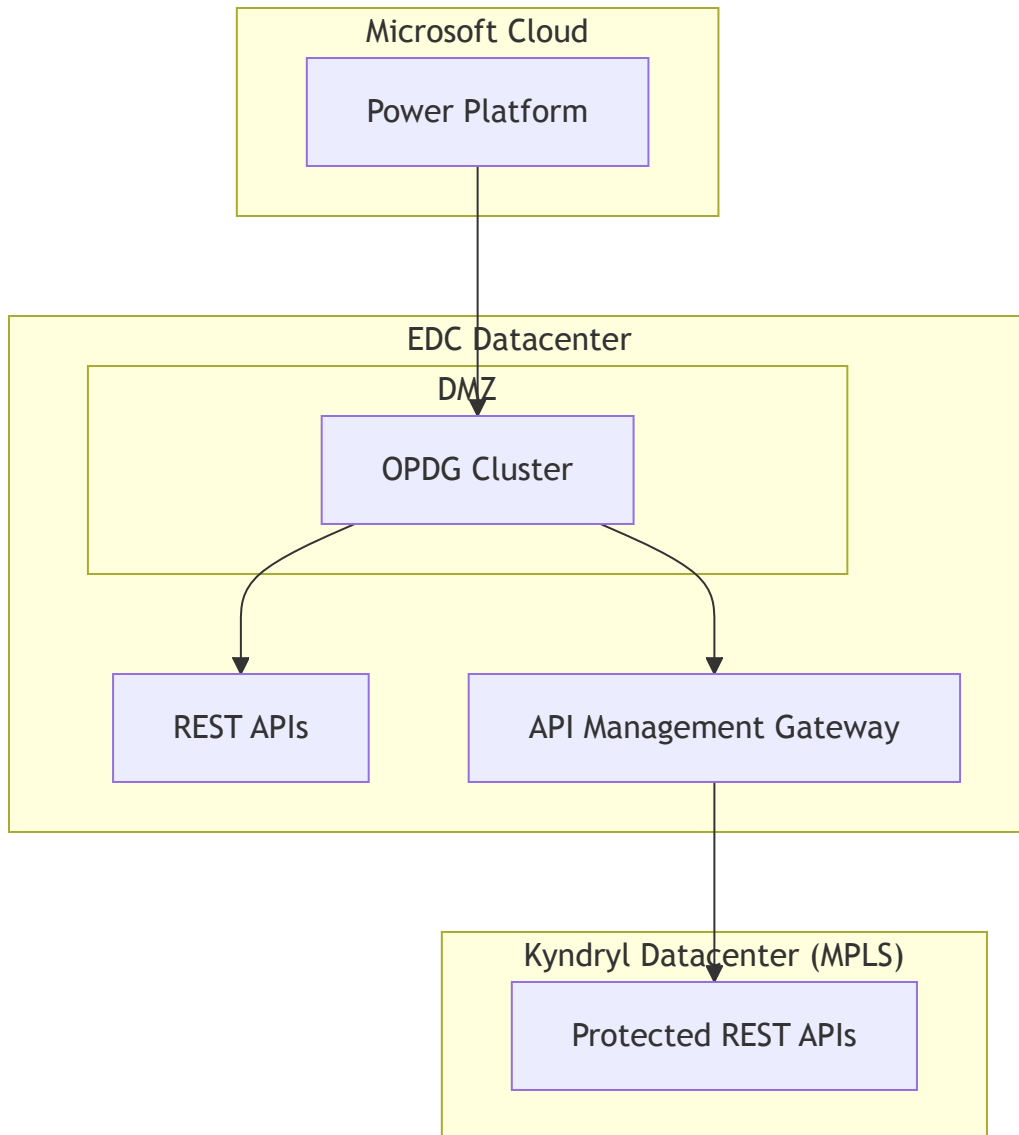 Microsoft Cloud
Power Platform
EDC Datacenter
DMZ
OPDG Cluster
REST APIs
API Management Gateway
Kyndryl Datacenter (MPLS)
Protected REST APIs